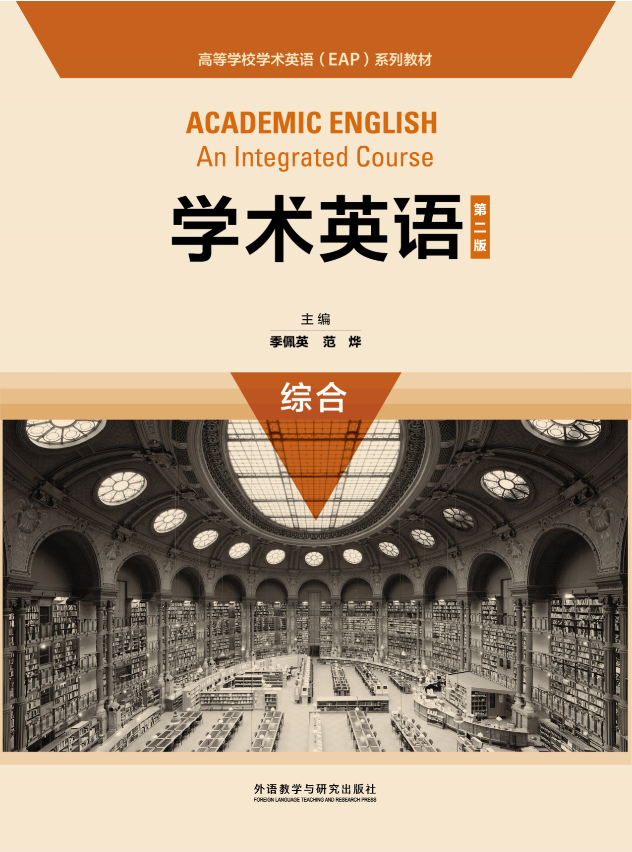 高等学校学术英语（EAP）系列教材
ACADEMIC ENGLISH
An Integrated Course
学术英语
第二版
主编
季佩英 范烨
综合
外语教学与研究出版社
FOREIGN LANGUAGE TEACHING AND RESEARCH PRESS